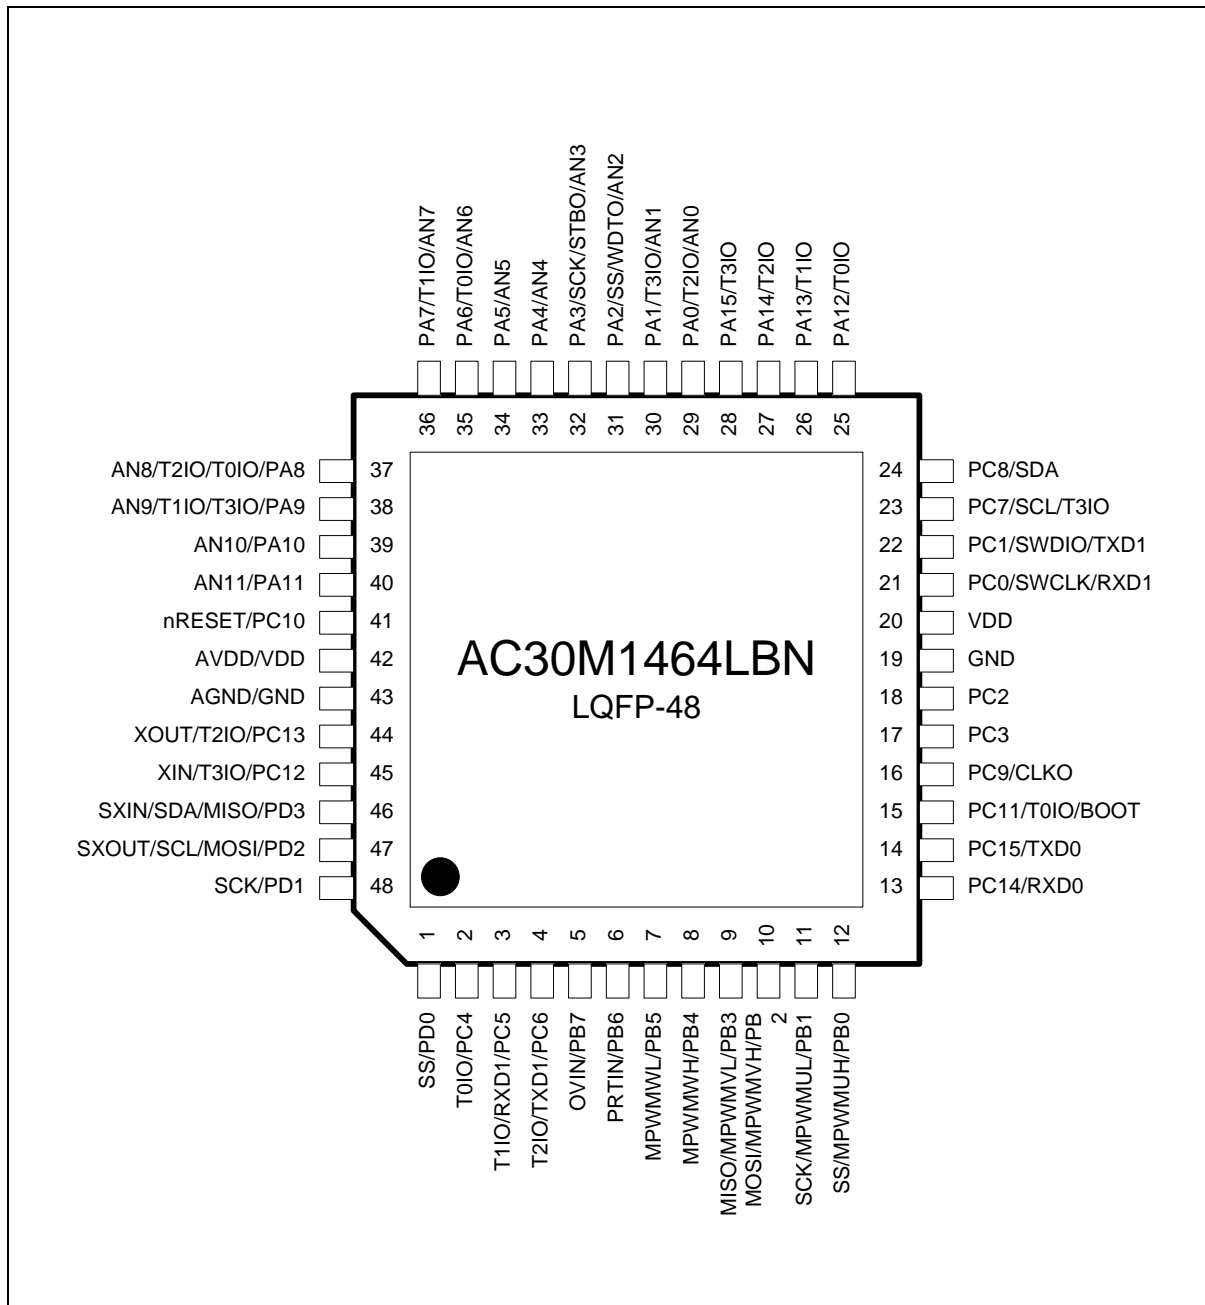 PA7/T1IO/AN7
PA6/T0IO/AN6
PA5/AN5
PA4/AN4
PA3/SCK/STBO/AN3
PA2/SS/WDTO/AN2
PA1/T3IO/AN1
PA0/T2IO/AN0
PA15/T3IO
PA14/T2IO
PA13/T1IO
PA12/T0IO
36
35
34
33
32
31
30
29
28
27
26
25
AN8/T2IO/T0IO/PA8 37
AN9/T1IO/T3IO/PA9 38
AN10/PA10 39
AN11/PA11 40
nRESET/PC10 41
AVDD/VDD 42
AGND/GND 43
XOUT/T2IO/PC13 44
XIN/T3IO/PC12 45
SXIN/SDA/MISO/PD3 46
SXOUT/SCL/MOSI/PD2 47
SCK/PD1 48
AC30M1464LBN
LQFP-48
24 PC8/SDA
23 PC7/SCL/T3IO
22 PC1/SWDIO/TXD1
21 PC0/SWCLK/RXD1
20 VDD
19 GND
18 PC2
17 PC3
16 PC9/CLKO
15 PC11/T0IO/BOOT
14 PC15/TXD0
13 PC14/RXD0
1
2
3
4
5
6
7
8
9
10
11
12
SS/PD0
T0IO/PC4
T1IO/RXD1/PC5
T2IO/TXD1/PC6
OVIN/PB7
PRTIN/PB6
MPWMWL/PB5
MPWMWH/PB4
MISO/MPWMVL/PB3
MOSI/MPWMVH/PB
2
SCK/MPWMUL/PB1
SS/MPWMUH/PB0